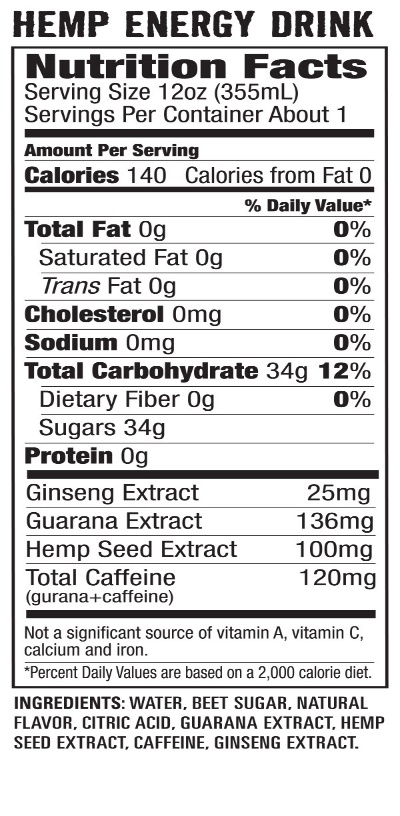 HEMP ENERGY DRINK
Nutrition Facts
Serving Size 12oz (355mL)
Servings Per Container About 1
Amount Per Serving
Calories 140 Calories from Fat 0
% Daily Value*
Total Fat 0g 0%
Saturated Fat 0g 0%
Trans Fat 0g 0%
Cholesterol 0mg 0%
Sodium 0mg 0%
Total Carbohydrate 34g 12%
Dietary Fiber 0g 0%
Sugars 34g
Protein 0g
Ginseng Extract 25mg
Guarana Extract 136mg
Hemp Seed Extract 100mg
Total Caffeine 120mg
(gurana+caffeine)
Not a significant source of vitamin A, vitamin C,
calcium and iron.
*Percent Daily Values are based on a 2,000 calorie diet.
INGREDIENTS: WATER, BEET SUGAR, NATURAL
FLAVOR, CITRIC ACID, GUARANA EXTRACT, HEMP
SEED EXTRACT, CAFFEINE, GINSENG EXTRACT.